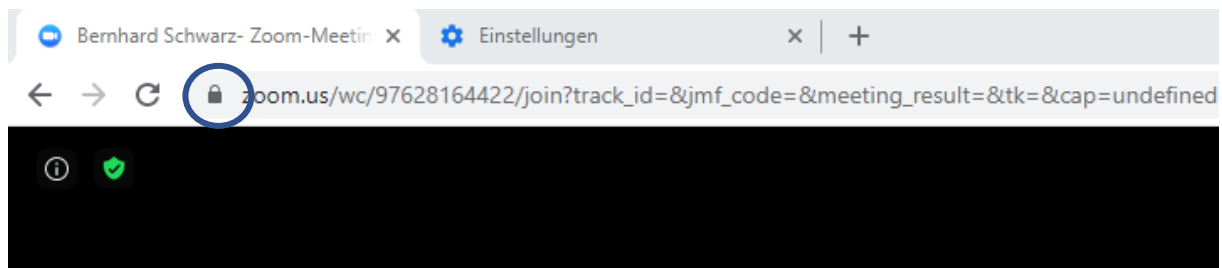 Bernhard Schwarz- Zoom-Meetin
Einstellungen
zoom.us/wc/97628164422/join?track_id=&jmf_code=&meeting_result=&tk=&cap=undefined